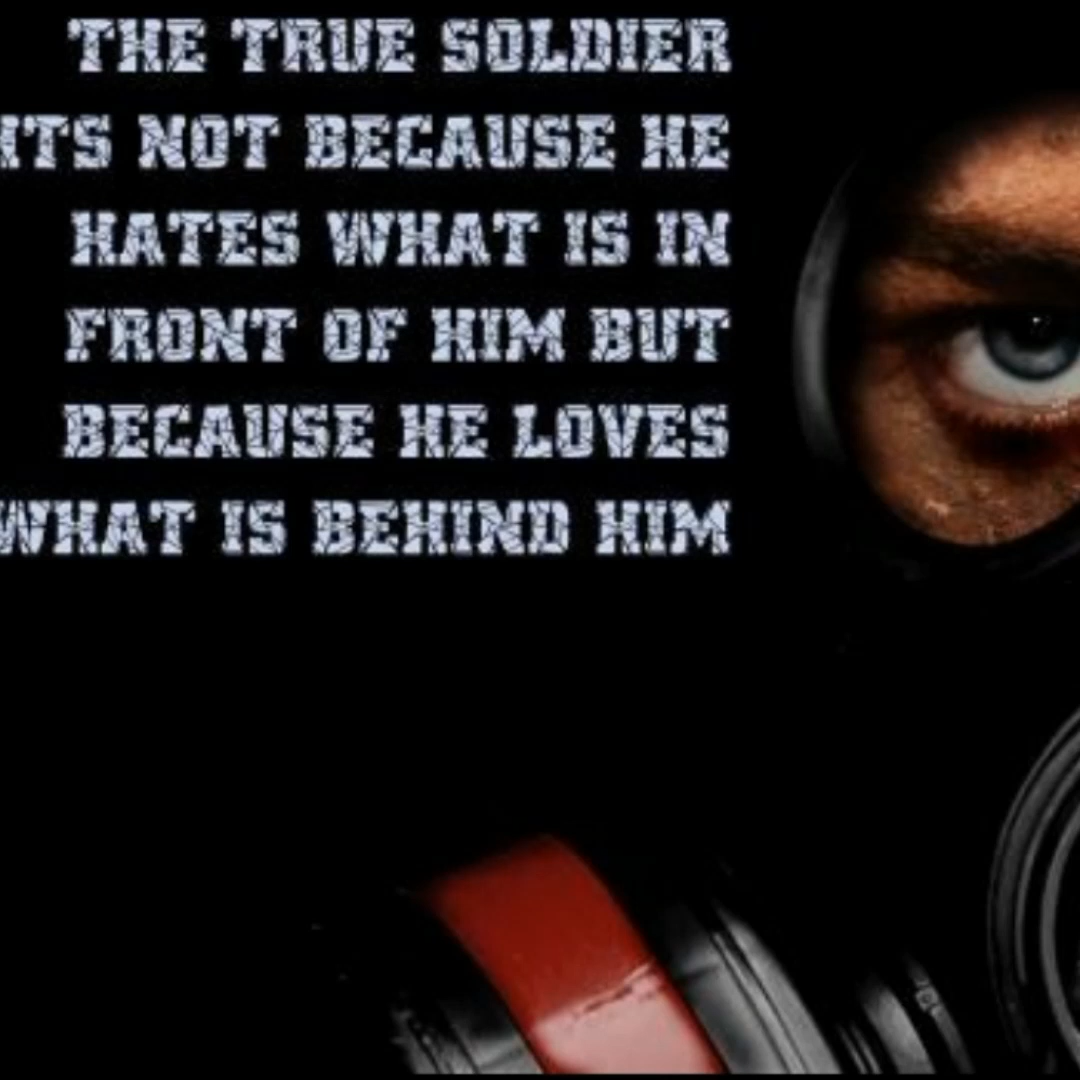 THE TRUE SOLDIER
HTS NOT BECAUSE HE
HATES WHAT IS IN
FRONT OF HIM BUT
BECAUSE HE LOVES
WHAT IS BEHIND HIM